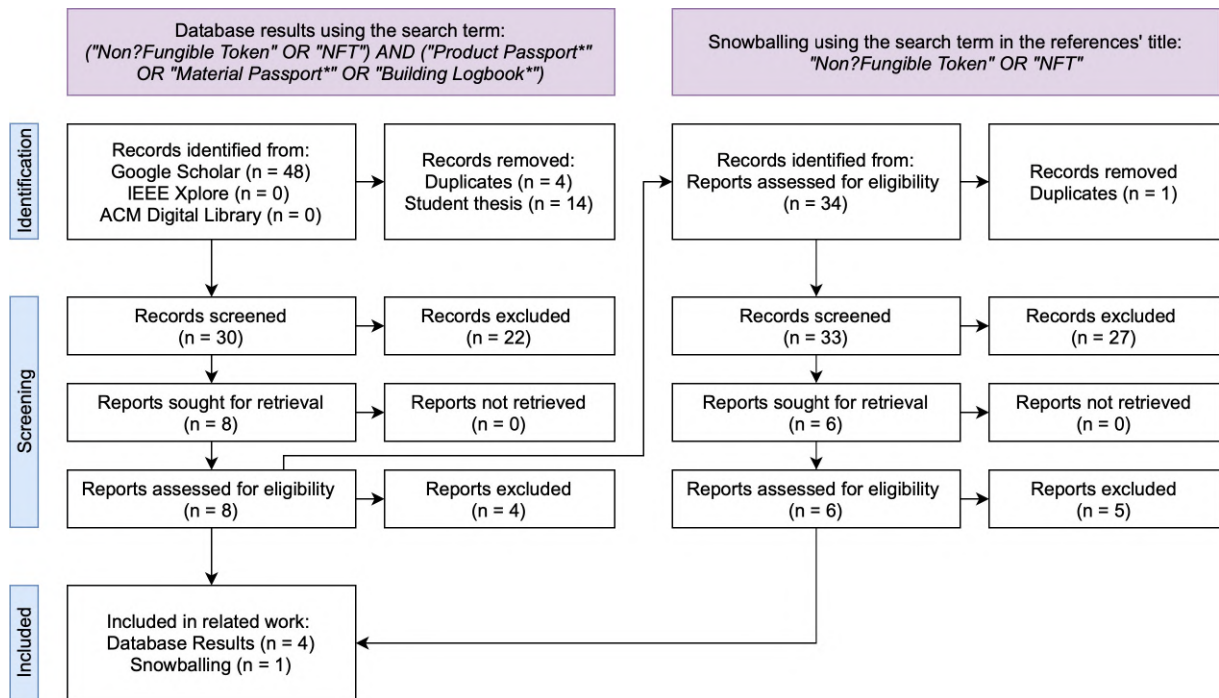 Database results using the search term:
("Non?Fungible Token" OR "NFT") AND ("Product Passport*"
OR "Material Passport*" OR "Building Logbook*")
Snowballing using the search term in the references' title:
"Non?Fungible Token" OR "NFT"
Identification
Records identified from:
Google Scholar (n = 48)
IEEE Xplore (n = 0)
ACM Digital Library (n = 0)
Records removed:
Duplicates (n = 4)
Student thesis (n = 14)
Records identified from:
Reports assessed for eligibility
(n = 34)
Records removed
Duplicates (n = 1)
Screening
Records screened
(n = 30)
Records excluded
(n = 22)
Records screened
(n = 33)
Records excluded
(n = 27)
Reports sought for retrieval
(n = 8)
Reports not retrieved
(n = 0)
Reports sought for retrieval
(n = 6)
Reports not retrieved
(n = 0)
Reports assessed for eligibility
(n = 8)
Reports excluded
(n = 4)
Reports assessed for eligibility
(n = 6)
Reports excluded
(n = 5)
Included
Included in related work:
Database Results (n = 4)
Snowballing (n = 1)